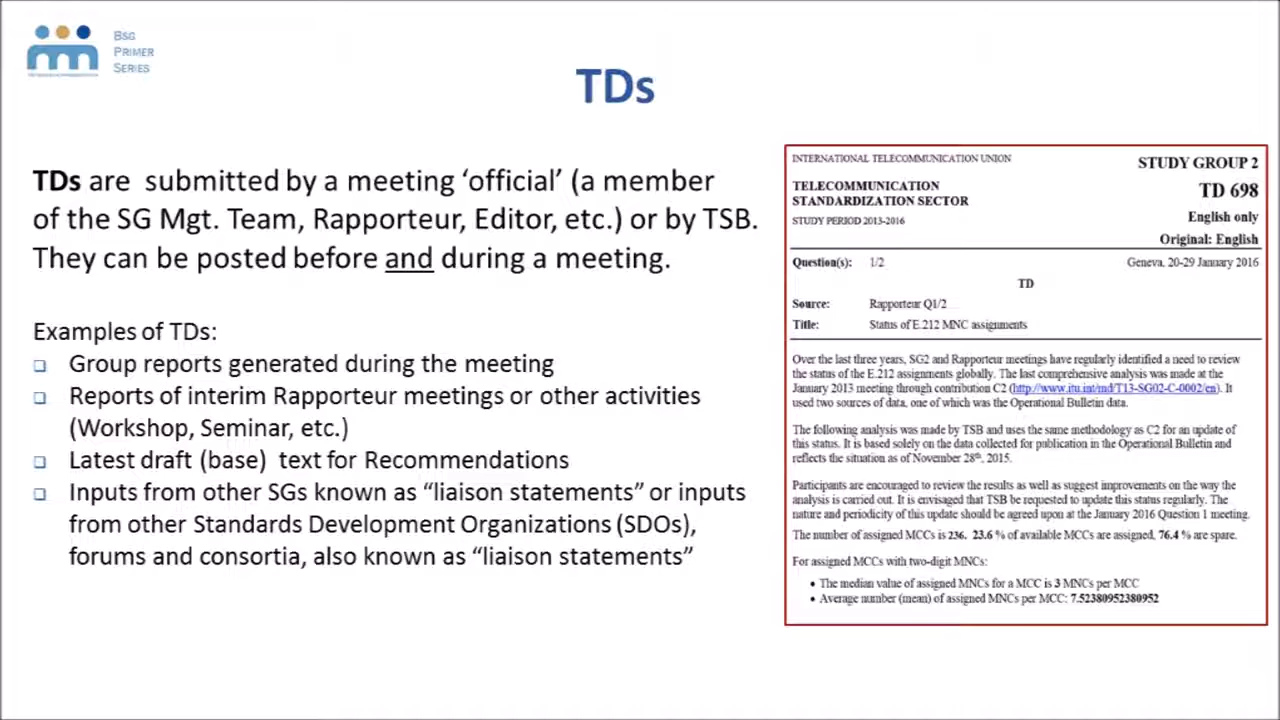 BSG
PRIMER
SERIES
TDs
TDs are submitted by a meeting ‘official’ (a member
of the SG Mgt. Team, Rapporteur, Editor, etc.) or by TSB.
They can be posted before and during a meeting.
Examples of TDs:
Group reports generated during the meeting
Reports of interim Rapporteur meetings or other activities
(Workshop, Seminar, etc.)
Latest draft (base) text for Recommendations
Inputs from other SGs known as “liaison statements” or inputs
from other Standards Development Organizations (SDOs),
forums and consortia, also known as “liaison statements”
INTERNATIONAL TELECOMMUNICATION UNION
STUDY GROUP 2
TELECOMMUNICATION
STANDARDIZATION SECTOR
TD 698
STUDY PERIOD 2013-2016
English only
Original: English
Question(s): 1/2 Geneva, 20-29 January 2016
TD
Source: Rapporteur Q1/2
Title: Status of E.212 MNC assignments
Over the last three years, SG2 and Rapporteur meetings have regularly identified a need to review
the status of the E.212 assignments globally. The last comprehensive analysis was made at the
January 2013 meeting through contribution C2 (http://www.itu.int/md/T13-SG02-C-0002/en). It
used two sources of data, one of which was the Operational Bulletin data.
The following analysis was made by TSB and uses the same methodology as C2 for an update of
this status. It is based solely on the data collected for publication in the Operational Bulletin and
reflects the situation as of November 28th, 2015.
Participants are encouraged to review the results as well as suggest improvements on the way the
analysis is carried out. It is envisaged that TSB be requested to update this status regularly. The
nature and periodicity of this update should be agreed upon at the January 2016 Question 1 meeting.
The number of assigned MCCs is 236. 23.6 % of available MCCs are assigned, 76.4 % are spare.
For assigned MCCs with two-digit MNCs:
• The median value of assigned MNCs for a MCC is 3 MNCs per MCC
• Average number (mean) of assigned MNCs per MCC: 7.52380952380952